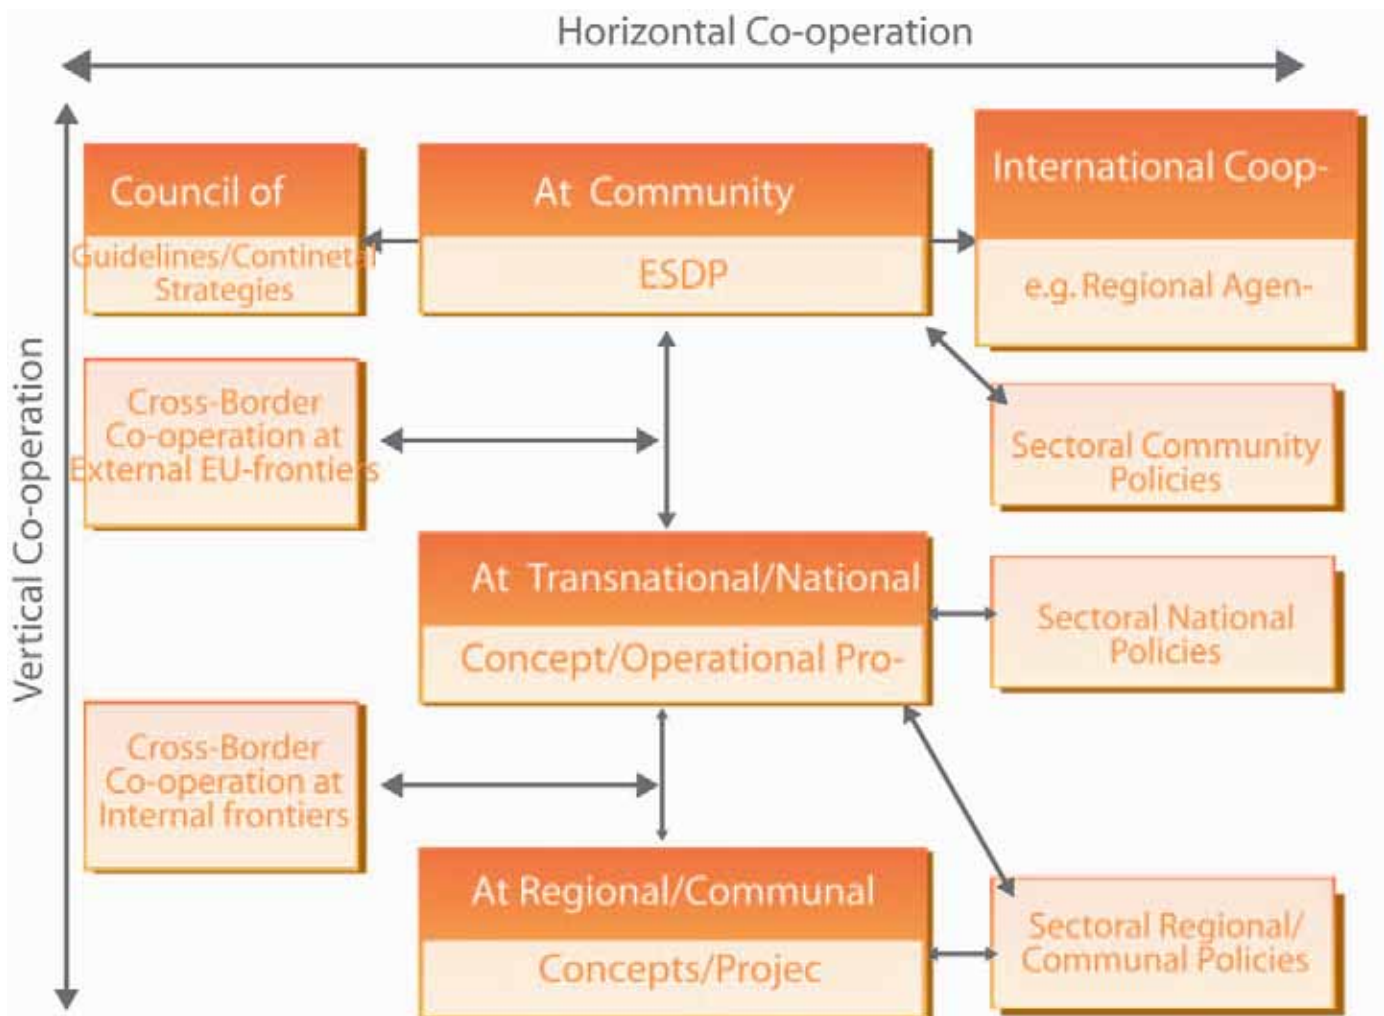 Horizontal Co-operation
Vertical Co-operation
Council of
Guidelines/Continetal
Strategies
At Community
ESDP
International Coop-
e.g. Regional Agen-
Cross-Border
Co-operation at
External EU-frontiers
Sectoral Community
Policies
At Transnational/National
Concept/Operational Pro-
Sectoral National
Policies
Cross-Border
Co-operation at
Internal frontiers
At Regional/Communal
Concepts/Projec
Sectoral Regional/
Communal Policies